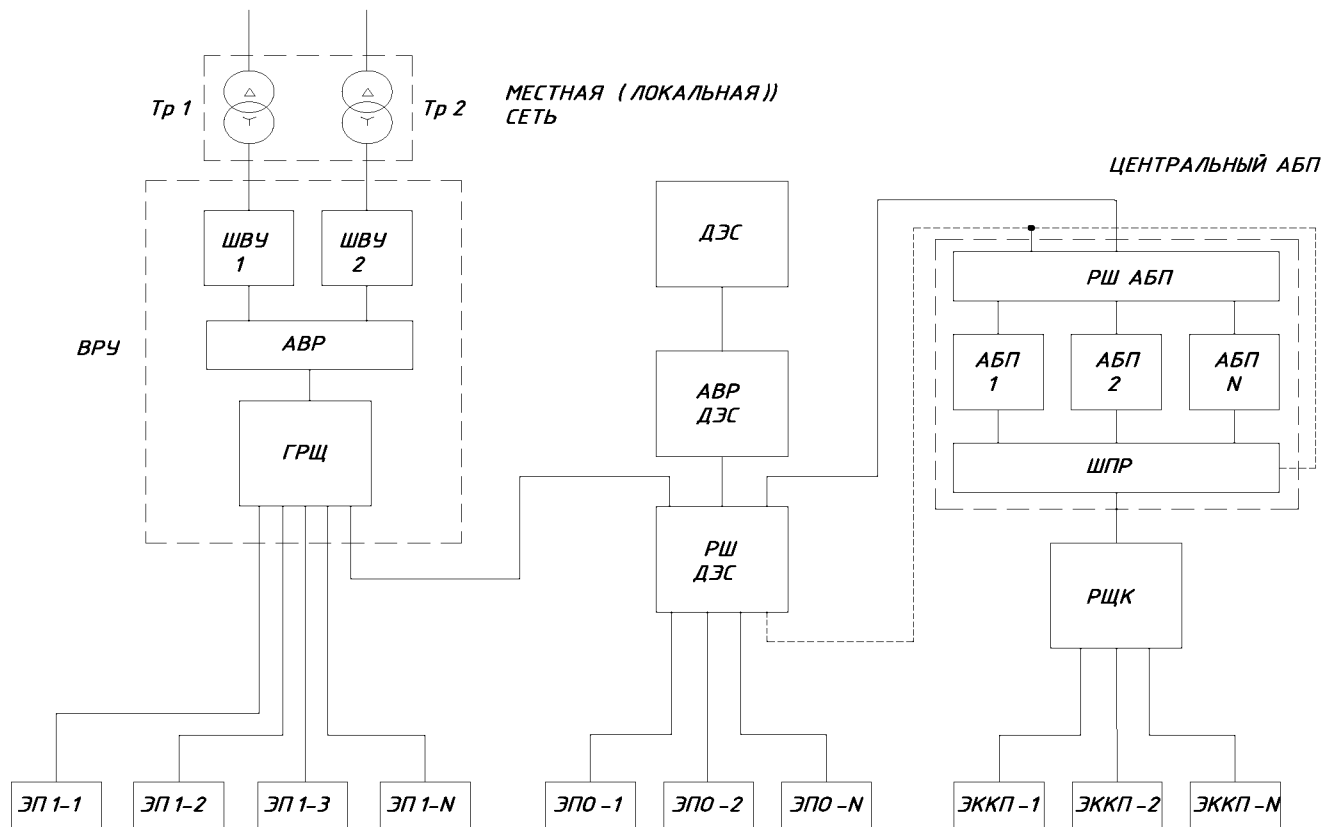 Тр 1
Тр 2
МЕСТНАЯ (ЛОКАЛЬНАЯ))
СЕТЬ
ЦЕНТРАЛЬНЫЙ АБП
ШВУ
1
ШВУ
2
ДЭС
РШ АБП
ВРУ
АВР
АВР
ДЭС
АБП
1
АБП
2
АБП
N
ГРЩ
ШПР
РШ
ДЭС
РЩК
ЭП 1-1
ЭП 1-2
ЭП 1-3
ЭП 1-N
ЭПО -1
ЭПО -2
ЭПО -N
ЭККП -1
ЭККП -2
ЭККП -N